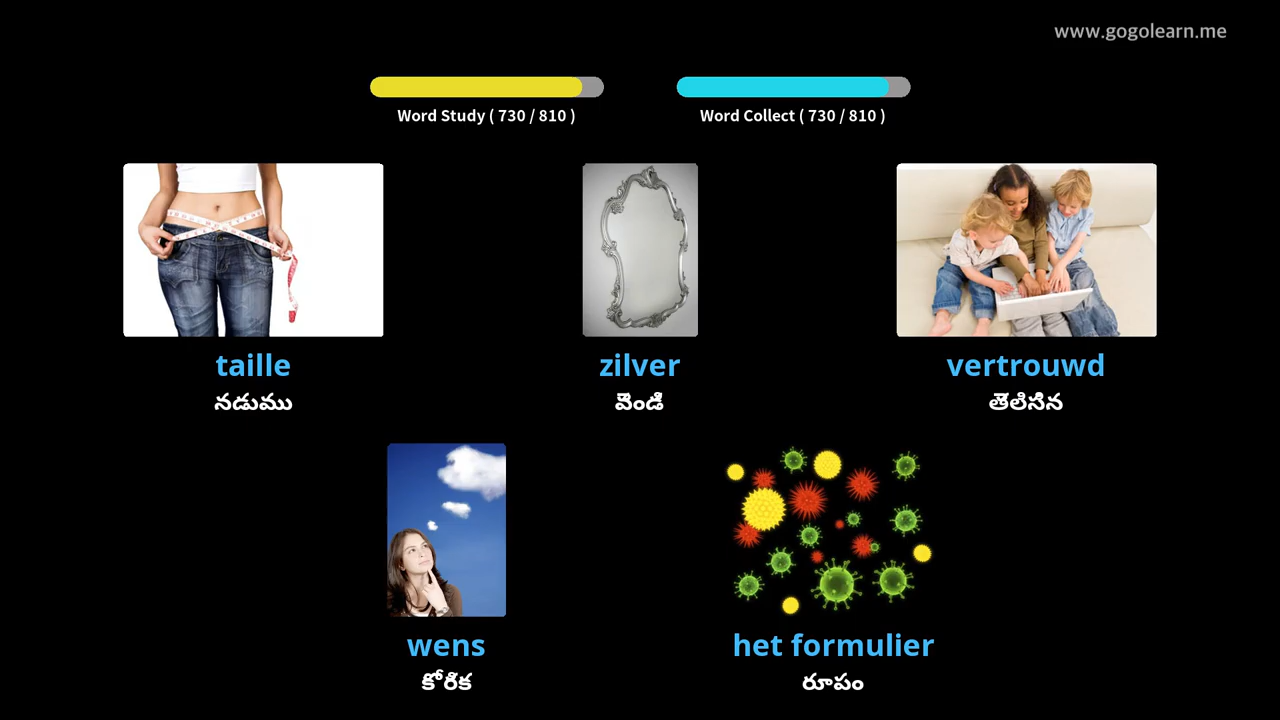 www.gogolearn.me
Word Study ( 730 / 810 )
Word Collect ( 730 / 810 )
taille
నడుము
zilver
వెండి
vertrouwd
తెలిసిన
wens
కోరిక
het formulier
రూపం